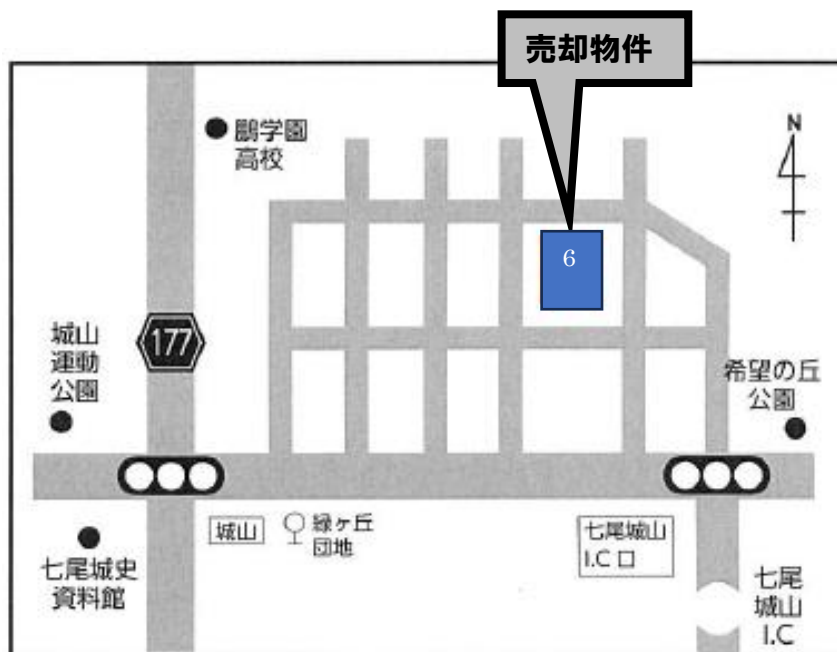 売却物件
鵬学園
高校
N
6
177
城山
運動
公園
希望の丘
公園
城山
緑ヶ丘
団地
七尾城山
I.C 口
七尾城史
資料館
七尾
城山
I.C